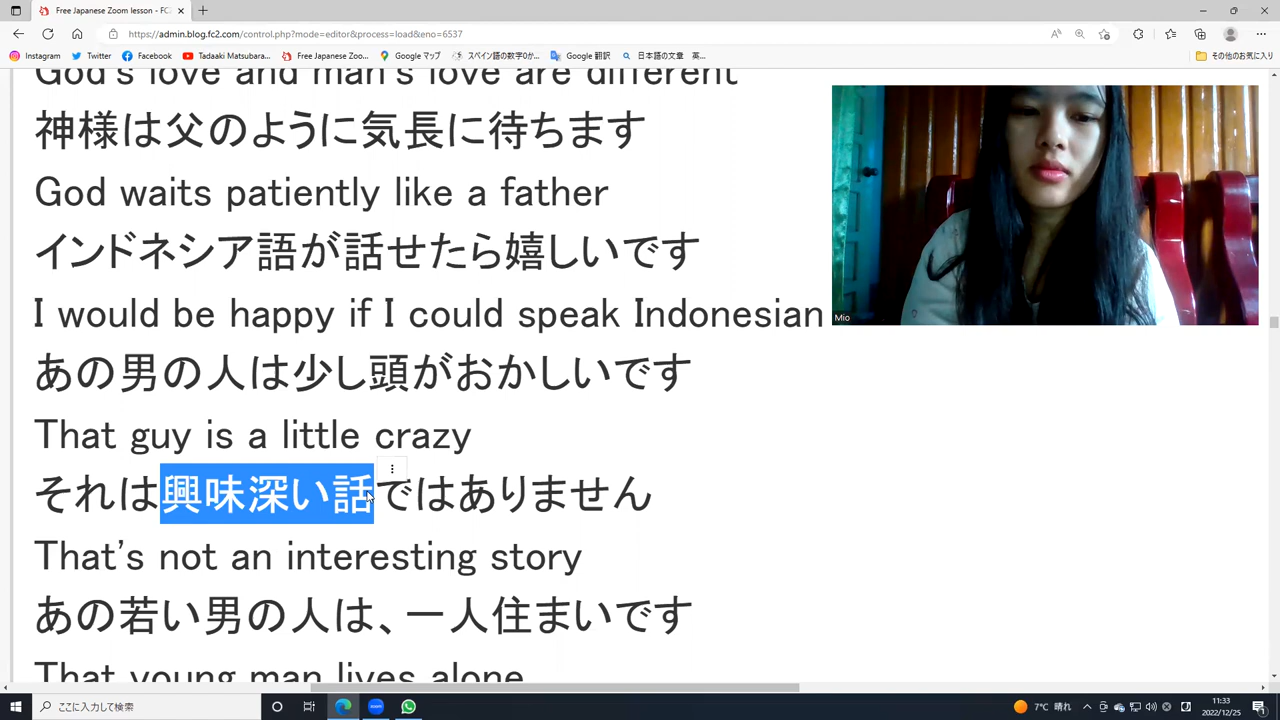 Free Japanese Zoom lesson - FC2
https://admin.blog.fc2.com/control.php?mode=editor&process=load&eno=6537
Instagram
Twitter
Facebook
Tadaaki Matsubara...
Free Japanese Zoo...
Google マップ
スペイン語の数字0か...
Google 翻訳
日本語の文章 英...
その他のお気に入り
God's love and man's love are different
神様は父のように気長に待ちます
God waits patiently like a father
インドネシア語が話せたら嬉しいです
I would be happy if I could speak Indonesian
あの男の人は少し頭がおかしいです
That guy is a little crazy
それは興味深い話ではありません
That's not an interesting story
あの若い男の人は、一人住まいです
That young man lives alone
Mio
ここに入力して検索
zoom
7°C 晴れ
11:33
2022/12/25